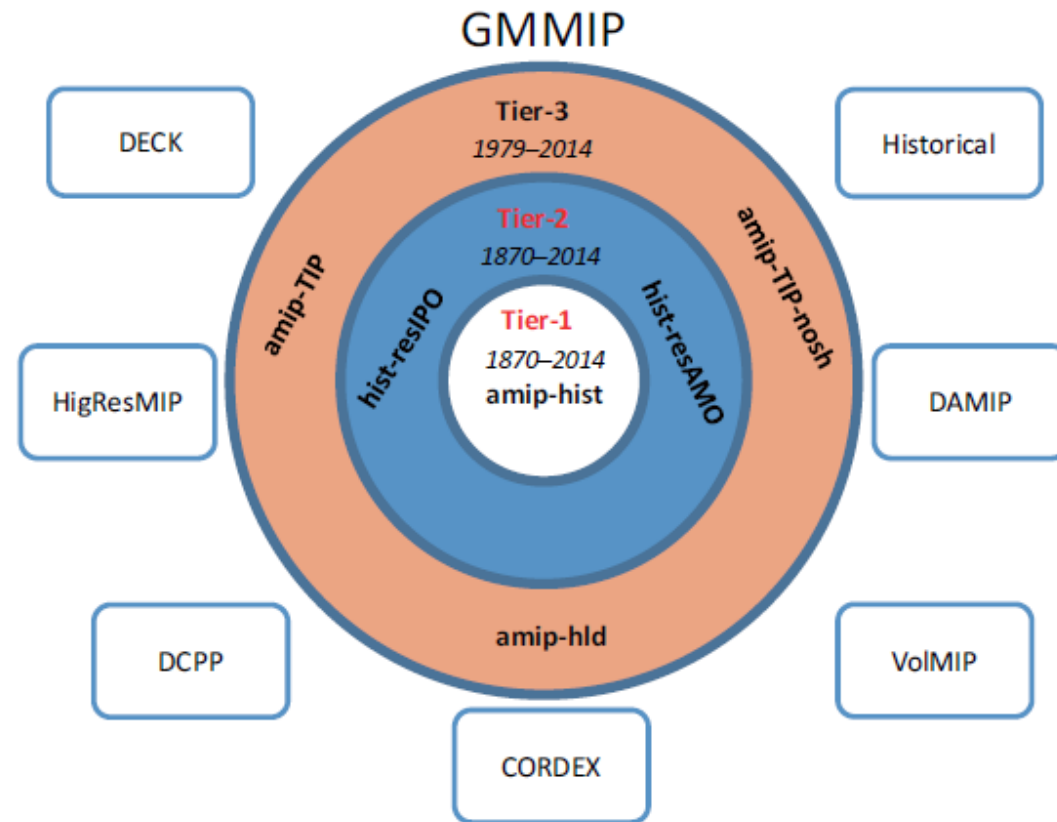 GMMIP
DECK
Historical
Tier-3
1979–2014
Tier-2
1870–2014
amip-TIP
amip-TIP-nosh
hist-resIPO
hist-resAMO
Tier-1
1870–2014
amip-hist
HigResMIP
DAMIP
amip-hld
DCPP
VolMIP
CORDEX